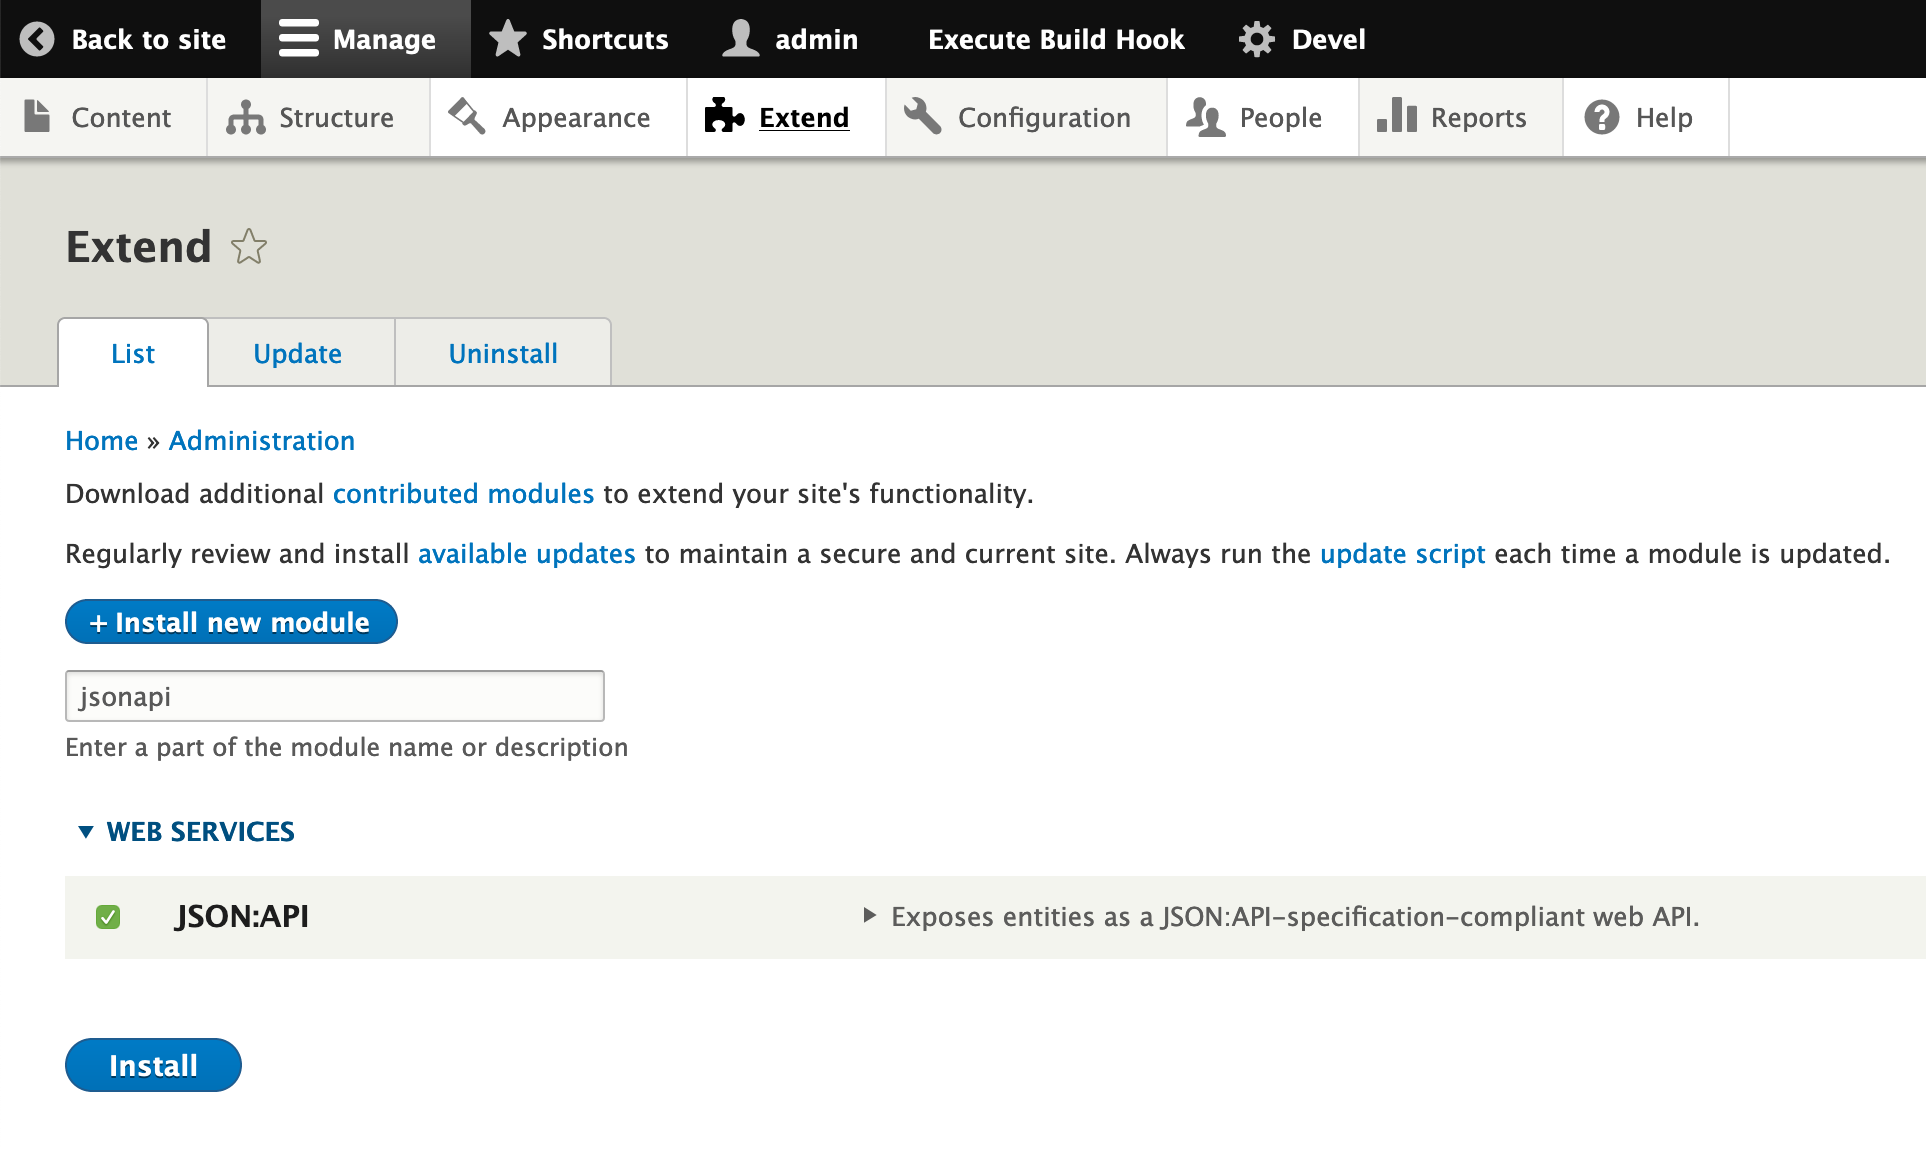 Back to site Manage Shortcuts admin Execute Build Hook Devel
Content Structure Appearance Extend Configuration People Reports Help
Extend
List Update Uninstall
Home » Administration
Download additional contributed modules to extend your site's functionality.
Regularly review and install available updates to maintain a secure and current site. Always run the update script each time a module is updated.
+ Install new module
jsonapi
Enter a part of the module name or description
▼ WEB SERVICES
JSON:API ▶ Exposes entities as a JSON:API-specification-compliant web API.
Install